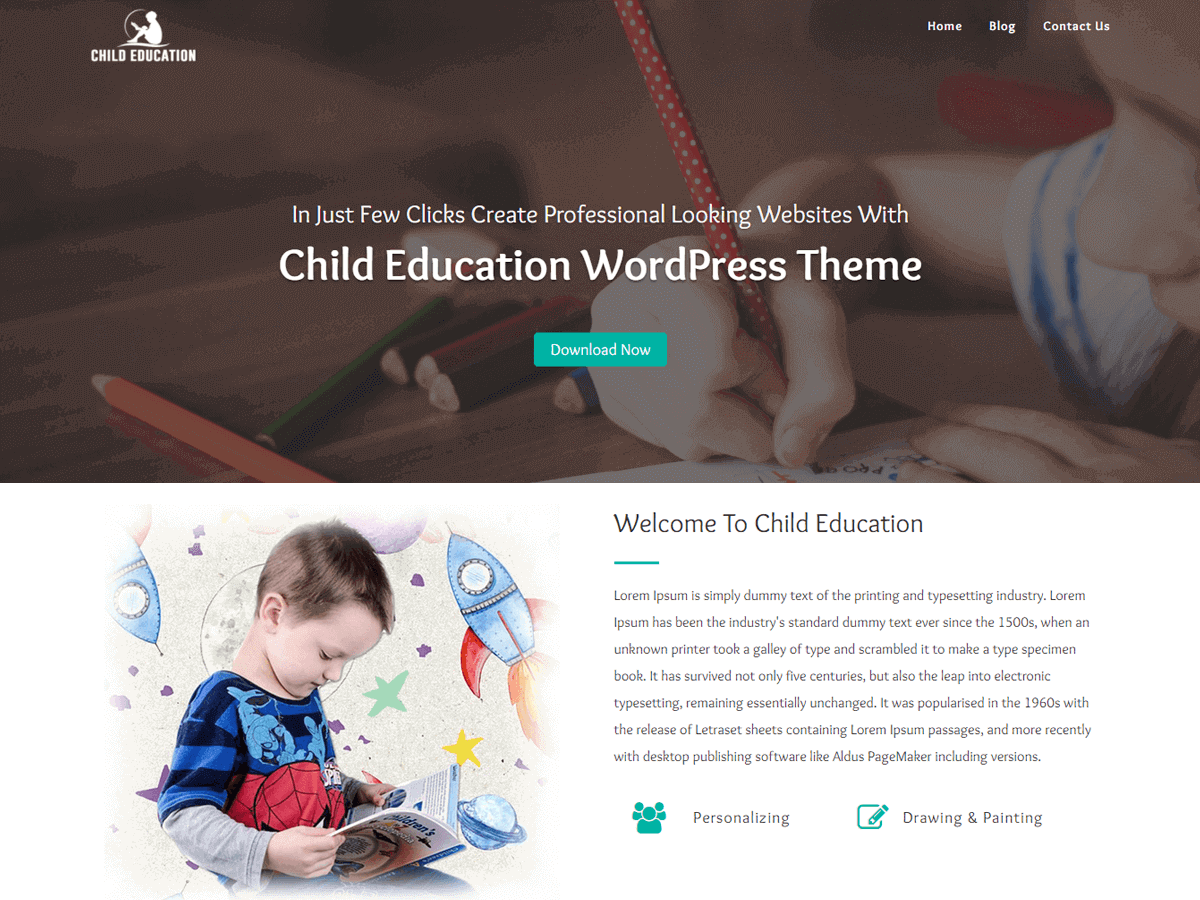 CHILD EDUCATION
Home Blog Contact Us
In Just Few Clicks Create Professional Looking Websites With
Child Education WordPress Theme
Download Now
Welcome To Child Education
Lorem Ipsum is simply dummy text of the printing and typesetting industry. Lorem
Ipsum has been the industry's standard dummy text ever since the 1500s, when an
unknown printer took a galley of type and scrambled it to make a type specimen
book. It has survived not only five centuries, but also the leap into electronic
typesetting, remaining essentially unchanged. It was popularised in the 1960s with
the release of Letraset sheets containing Lorem Ipsum passages, and more recently
with desktop publishing software like Aldus PageMaker including versions.
Children's
Personalizing
Drawing & Painting